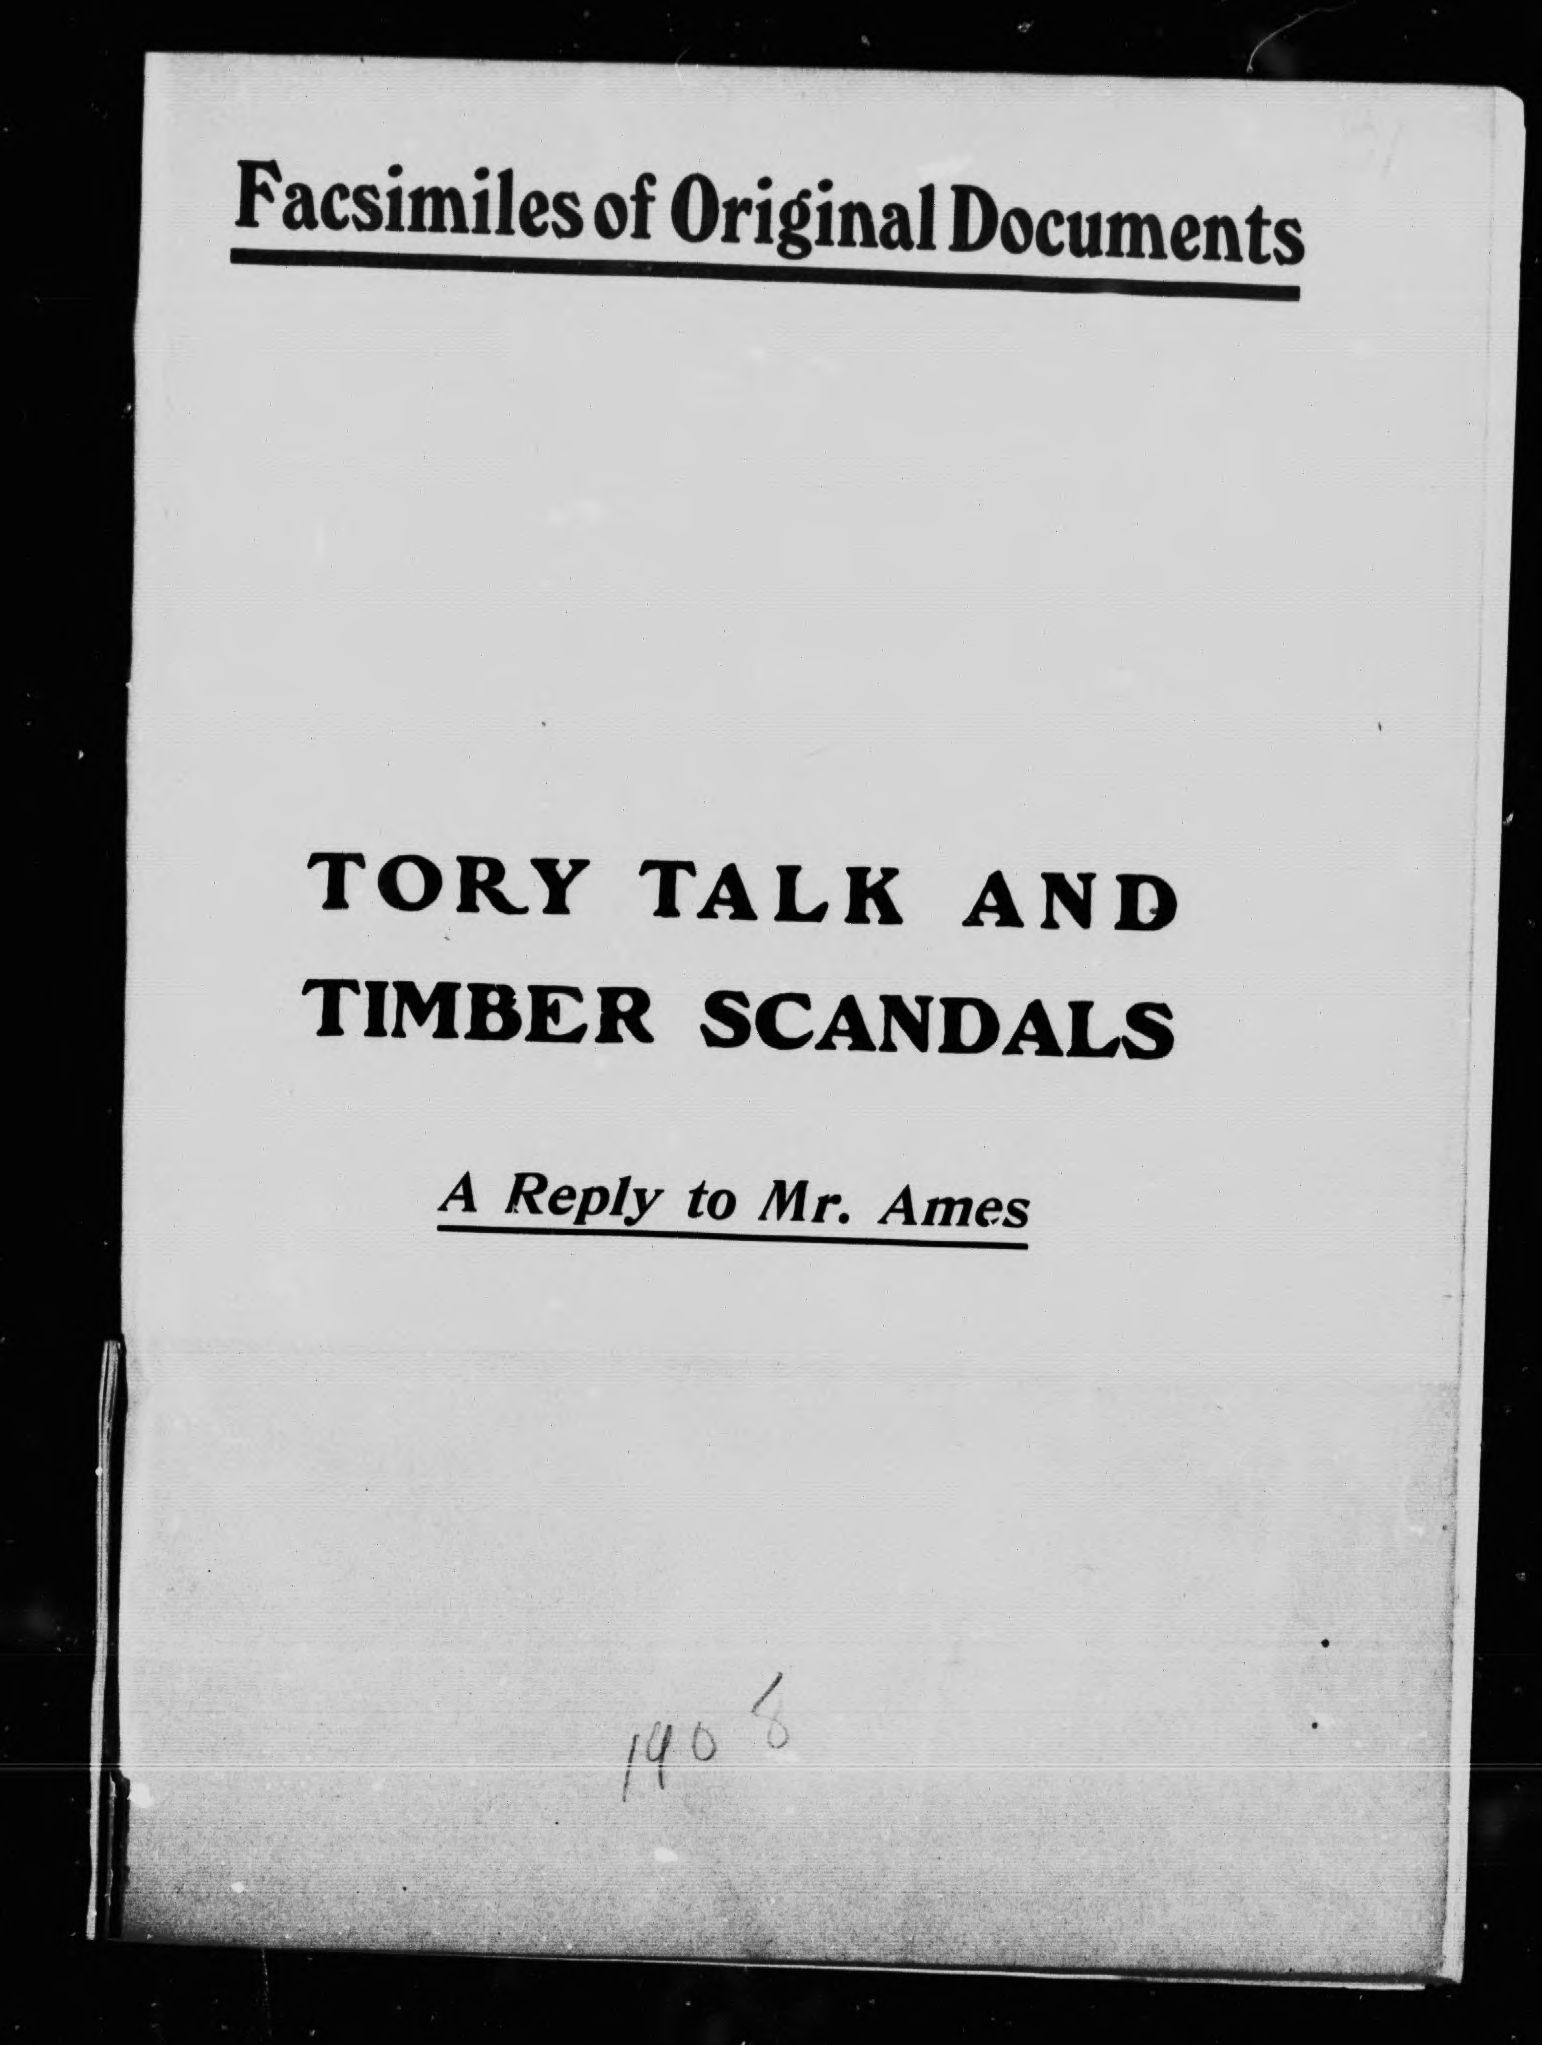 Facsimiles of Original Documents
TORY TALK AND
TIMBER SCANDALS
A Reply to Mr. Ames
1908